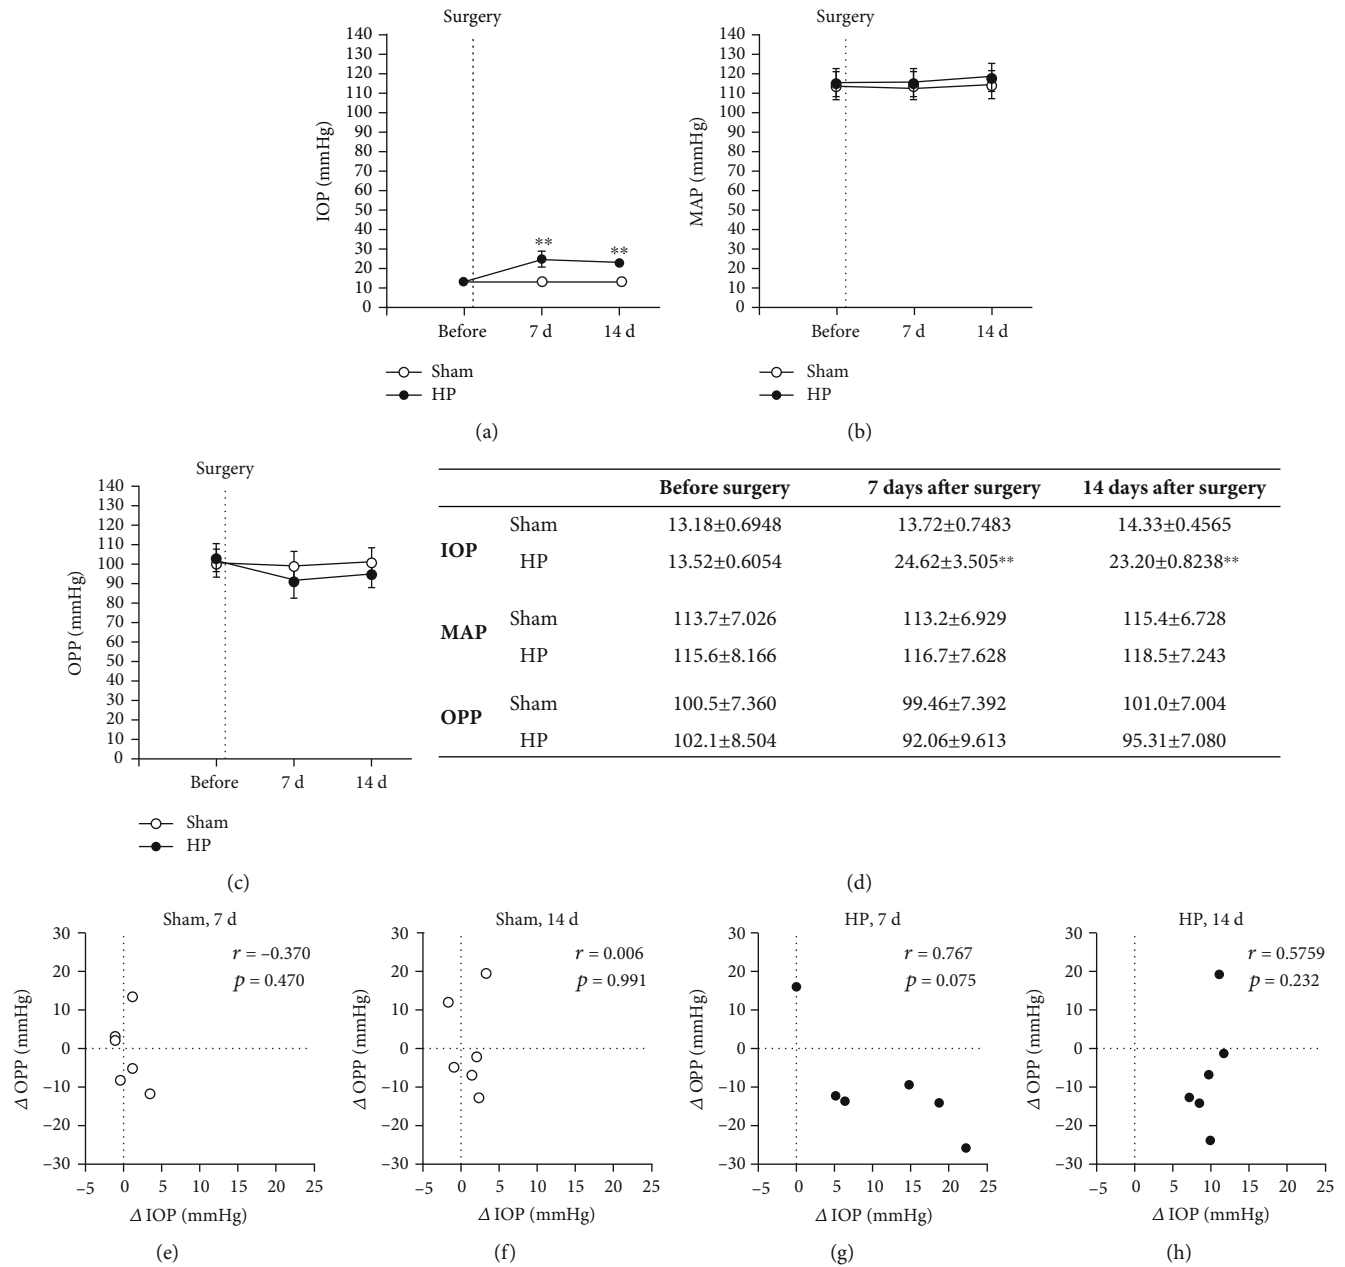 Surgery
140
130
120
110
100
90
80
70
60
50
40
30
20
10
0
IOP (mmHg)
**
**
Before 7 d 14 d
Sham
HP
(a)
Surgery
140
130
120
110
100
90
80
70
60
50
40
30
20
10
0
MAP (mmHg)
Before 7 d 14 d
Sham
HP
(b)
Surgery
140
130
120
110
100
90
80
70
60
50
40
30
20
10
0
OPP (mmHg)
Before 7 d 14 d
Sham
HP
(c)
Before surgery 7 days after surgery 14 days after surgery
IOP
Sham 13.18±0.6948 13.72±0.7483 14.33±0.4565
HP 13.52±0.6054 24.62±3.505** 23.20±0.8238**
MAP
Sham 113.7±7.026 113.2±6.929 115.4±6.728
HP 115.6±8.166 116.7±7.628 118.5±7.243
OPP
Sham 100.5±7.360 99.46±7.392 101.0±7.004
HP 102.1±8.504 92.06±9.613 95.31±7.080
(d)
Sham, 7 d
r = –0.370
p = 0.470
30
20
10
0
–10
–20
–30
Δ OPP (mmHg)
–5 0 5 10 15 20 25
Δ IOP (mmHg)
(e)
Sham, 14 d
r = 0.006
p = 0.991
30
20
10
0
–10
–20
–30
Δ OPP (mmHg)
–5 0 5 10 15 20 25
Δ IOP (mmHg)
(f)
HP, 7 d
r = 0.767
p = 0.075
30
20
10
0
–10
–20
–30
Δ OPP (mmHg)
–5 0 5 10 15 20 25
Δ IOP (mmHg)
(g)
HP, 14 d
r = 0.5759
p = 0.232
30
20
10
0
–10
–20
–30
Δ OPP (mmHg)
–5 0 5 10 15 20 25
Δ IOP (mmHg)
(h)